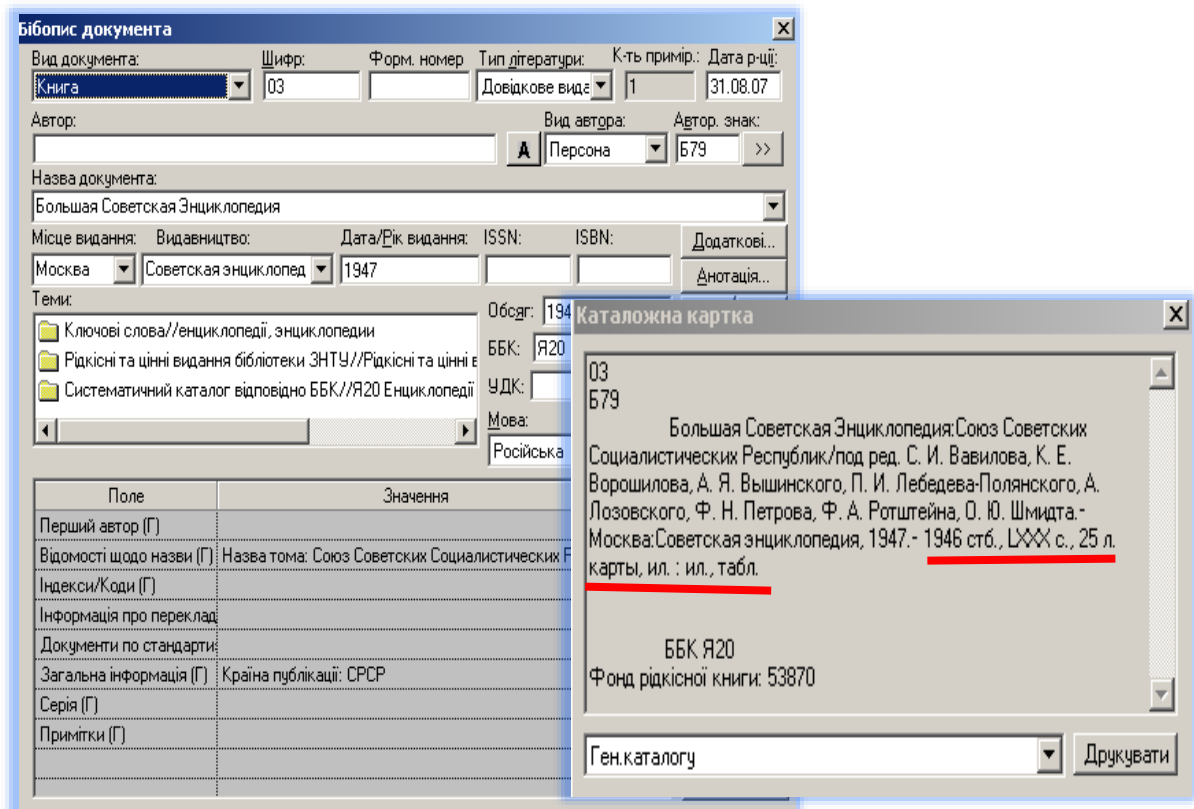 Бібопис документа
Вид документа: Шифр: Форм. номер Тип літератури: К-ть примір.: Дата р-ції:
Книга 03 Довідкове вида 1 31.08.07
Автор: Вид автора: Автор. знак:
А Персона Б79 >>
Назва документа:
Большая Советская Энциклопедия
Місце видання: Видавництво: Дата/Рік видання: ISSN: ISBN: Додаткові...
Москва Советская энциклопед 1947 Анотація...
Теми: Обсяг: 194
Ключові слова//енциклопедії, энциклопедии
ББК: Я20
Рідкісні та цінні видання бібліотеки ЗНТУ//Рідкісні та цінні в
УДК:
Систематичний каталог відповідно ББК//Я20 Енциклопедії
Мова:
Російська
Поле Значення
Перший автор (Г)
Відомості щодо назви (Г) Назва тома: Союз Советских Социалистических Р
Індекси/Коди (Г)
Інформація про переклад
Документи по стандарти
Загальна інформація (Г) Країна публікації: СРСР
Серія (Г)
Примітки (Г)
Каталожна картка
03
Б79
Большая Советская Энциклопедия:Союз Советских
Социалистических Республик/под ред. С. И. Вавилова, К. Е.
Ворошилова, А. Я. Вышинского, П. И. Лебедева-Полянского, А.
Лозовского, Ф. Н. Петрова, Ф. А. Ротштейна, О. Ю. Шмидта.-
Москва:Советская энциклопедия, 1947.- 1946 стб., LXXX с., 25 л.
карты, ил. : ил., табл.
ББК Я20
Фонд рідкісної книги: 53870
Ген.каталогу Друкувати